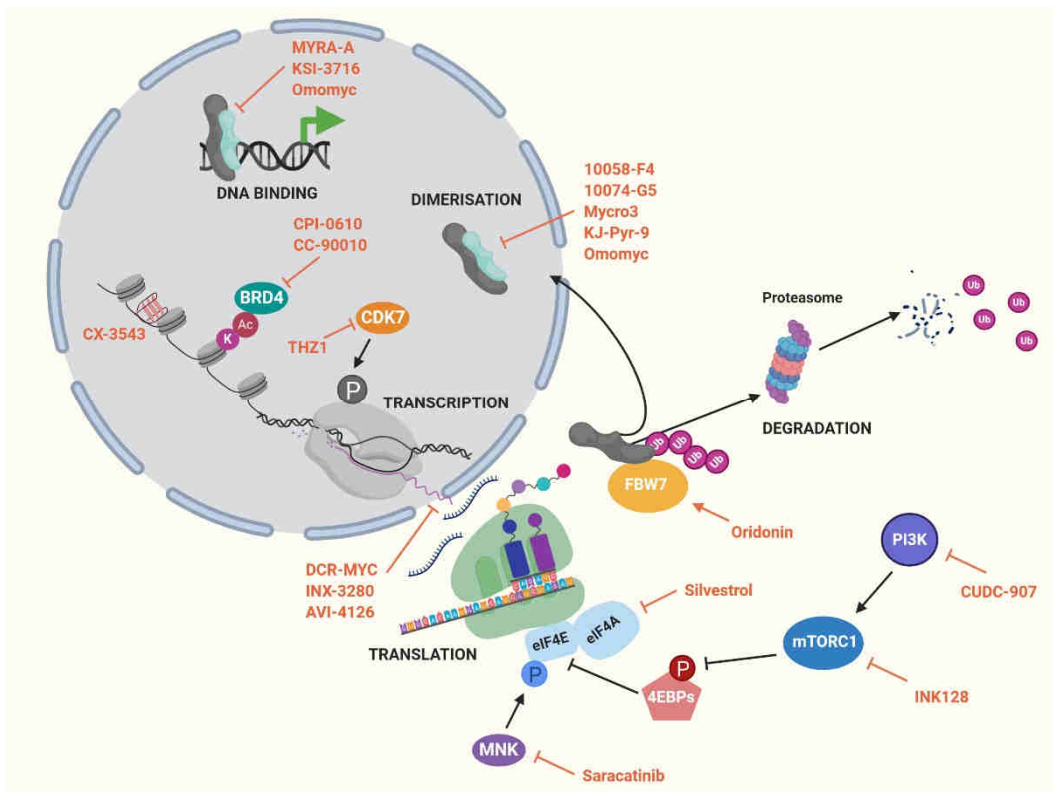 MYRA-A
KSI-3716
Omomyc
DNA BINDING
DIMERISATION
10058-F4
10074-G5
Mycro3
KJ-Pyr-9
Omomyc
CPI-0610
CC-90010
BRD4
Ac
K
CX-3543
CDK7
THZ1
P
TRANSCRIPTION
Proteasome
Ub
Ub
Ub
DEGRADATION
Ub
Ub
Ub
Ub
FBW7
Oridonin
DCR-MYC
INX-3280
AVI-4126
TRANSLATION
eIF4E
eIF4A
Silvestrol
PI3K
CUDC-907
mTORC1
INK128
P
4EBPs
P
MNK
Saracatinib